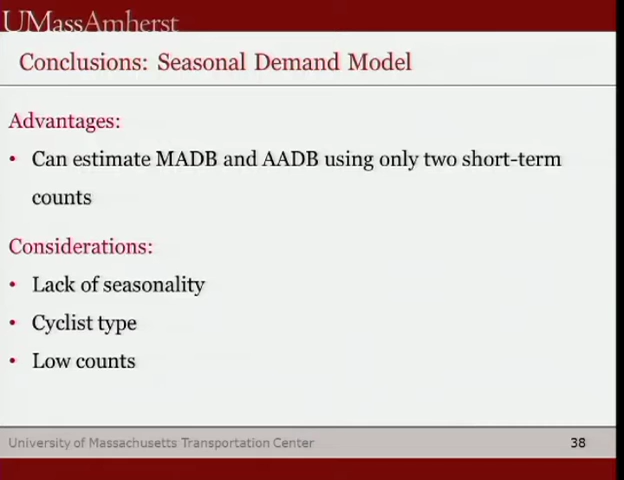 UMassAmherst
Conclusions: Seasonal Demand Model
Advantages:
• Can estimate MADB and AADB using only two short-term
counts
Considerations:
• Lack of seasonality
• Cyclist type
• Low counts
University of Massachusetts Transportation Center 38